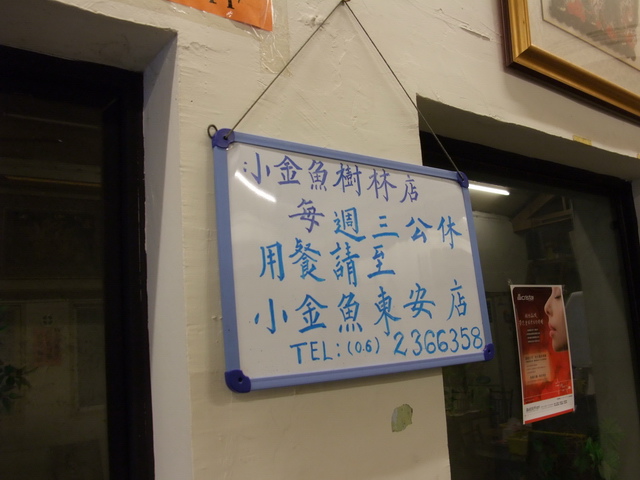 小金魚樹林店
每週三公休
用餐請至
小金魚東安店
TEL:(06)2366358